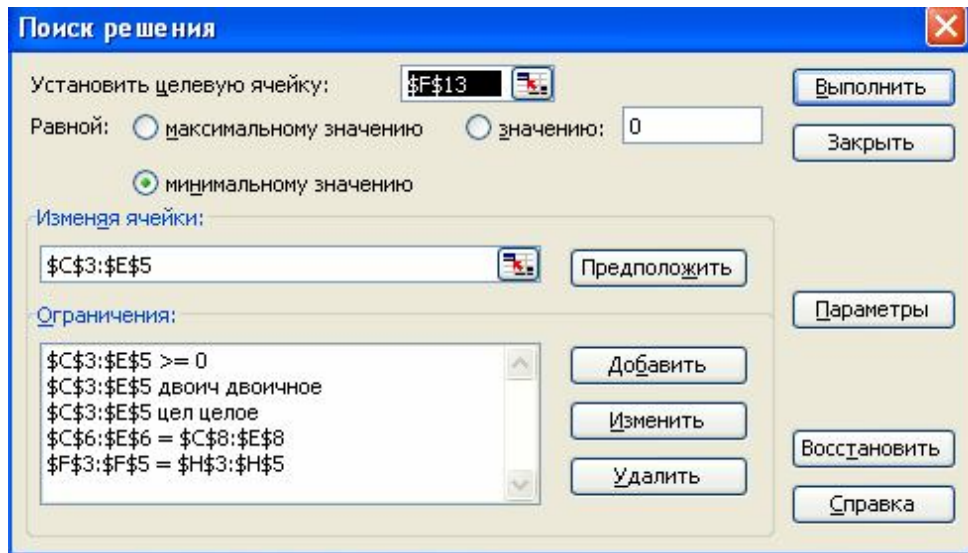 Поиск решения
Установить целевую ячейку: $F$13
Выполнить
Равной: максимальному значению значению: 0
Закрыть
минимальному значению
Изменяя ячейки:
$C$3:$E$5
Предположить
Ограничения:
Параметры
$C$3:$E$5 >= 0
$C$3:$E$5 двоич двоичное
$C$3:$E$5 цел целое
$C$6:$E$6 = $C$8:$E$8
$F$3:$F$5 = $H$3:$H$5
Добавить
Изменить
Удалить
Восстановить
Справка